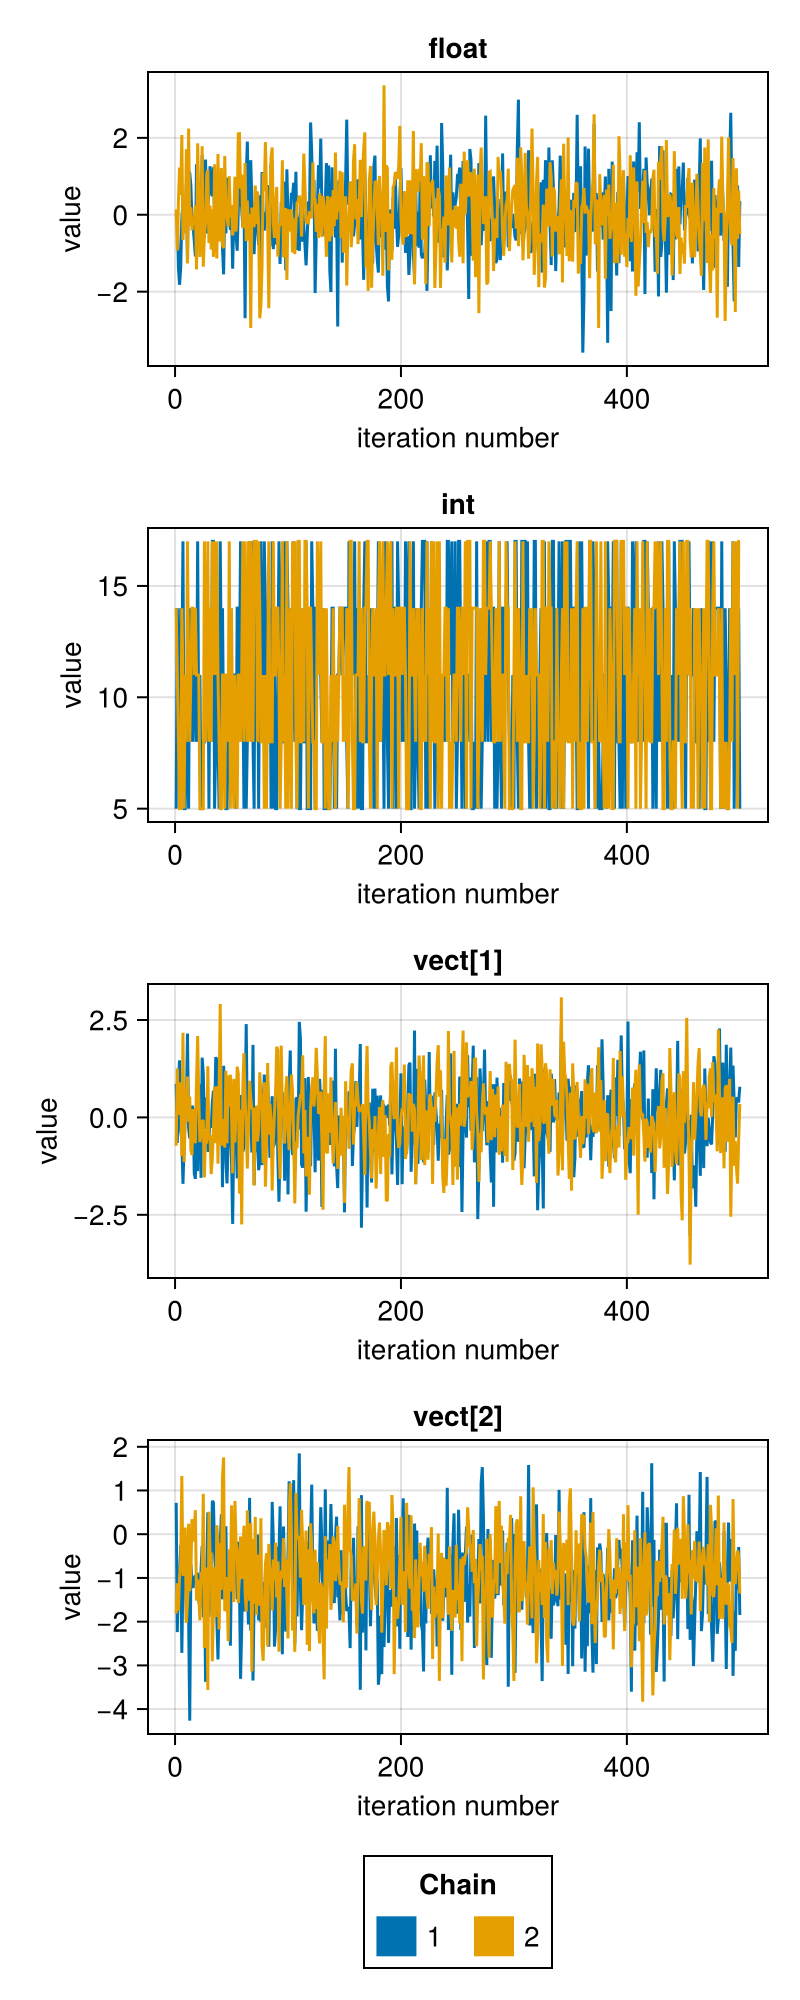 float
value
2
0
−2
0 200 400
iteration number
int
value
15
10
5
0 200 400
iteration number
vect[1]
value
2.5
0.0
−2.5
0 200 400
iteration number
vect[2]
value
2
1
0
−1
−2
−3
−4
0 200 400
iteration number
Chain
1 2